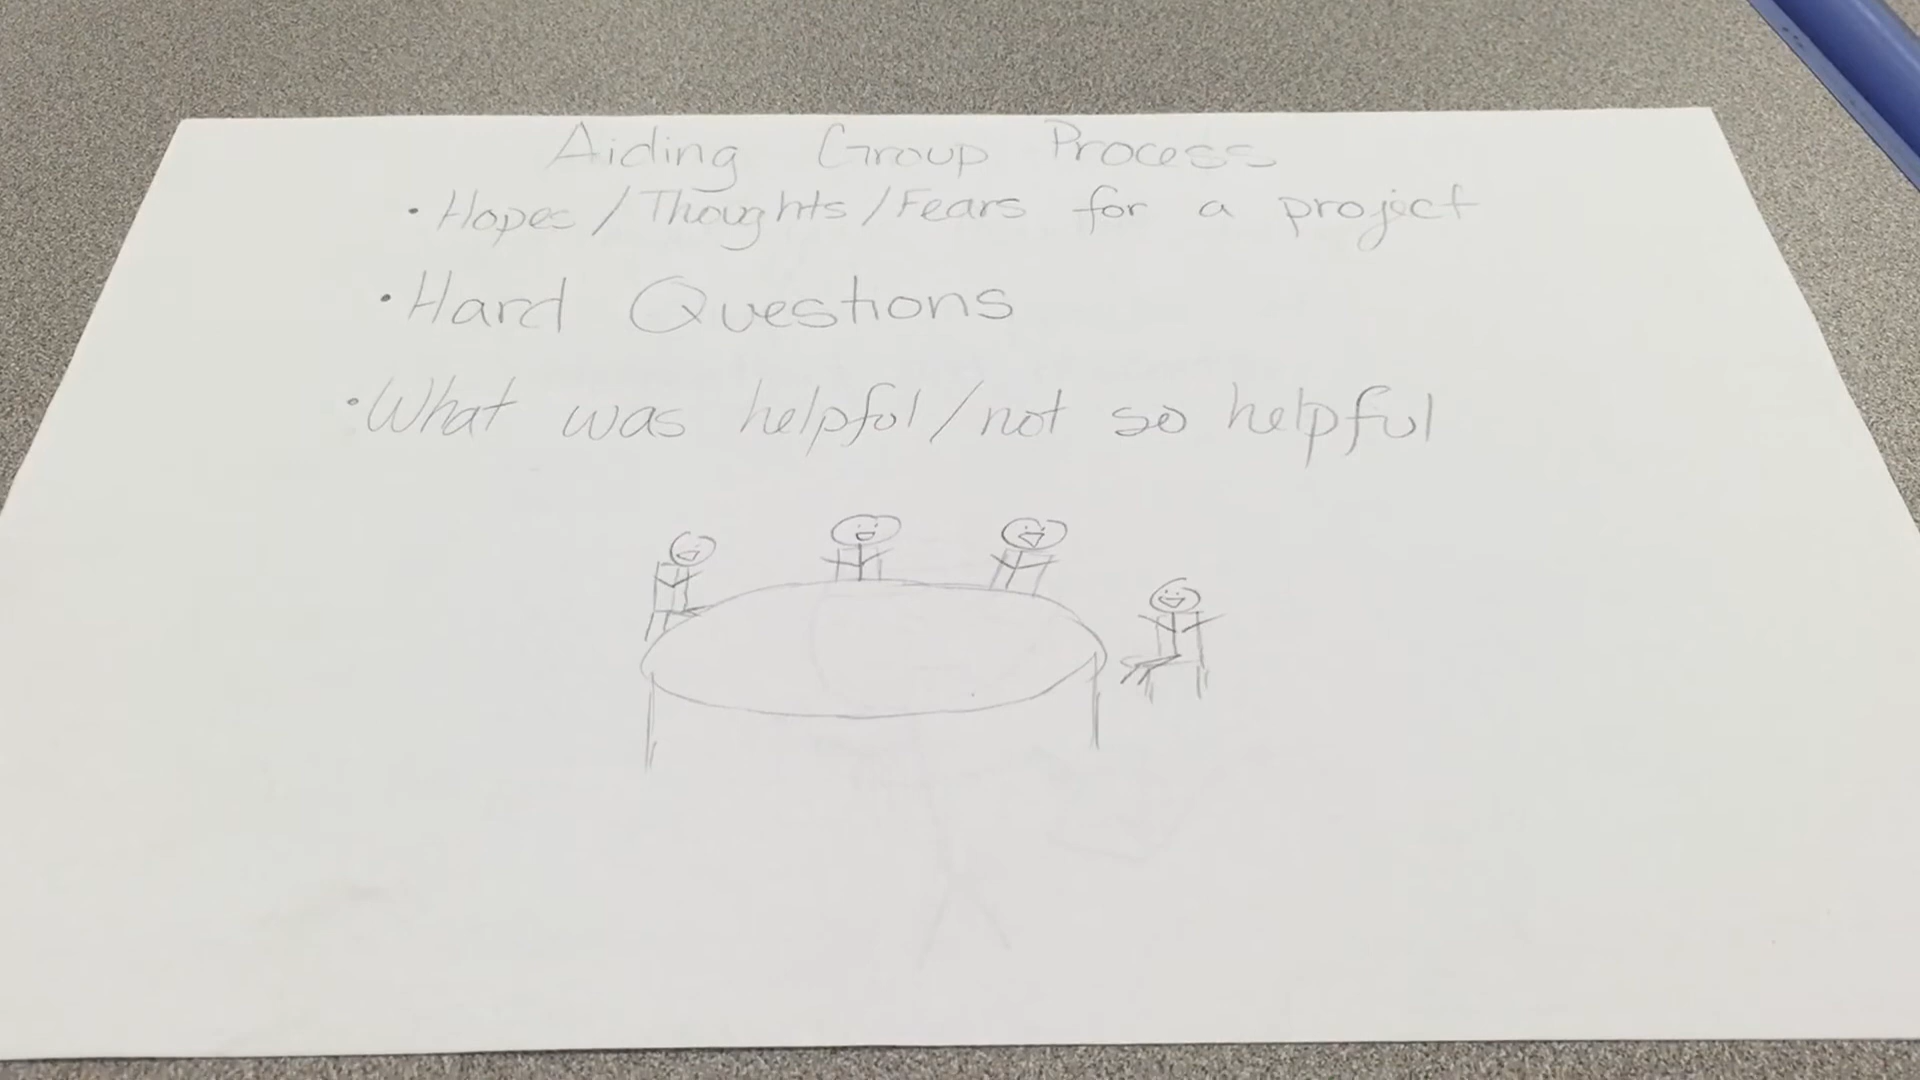 Aiding Group Process
• Hopes/Thoughts/Fears for a project
• Hard Questions
• What was helpful/not so helpful